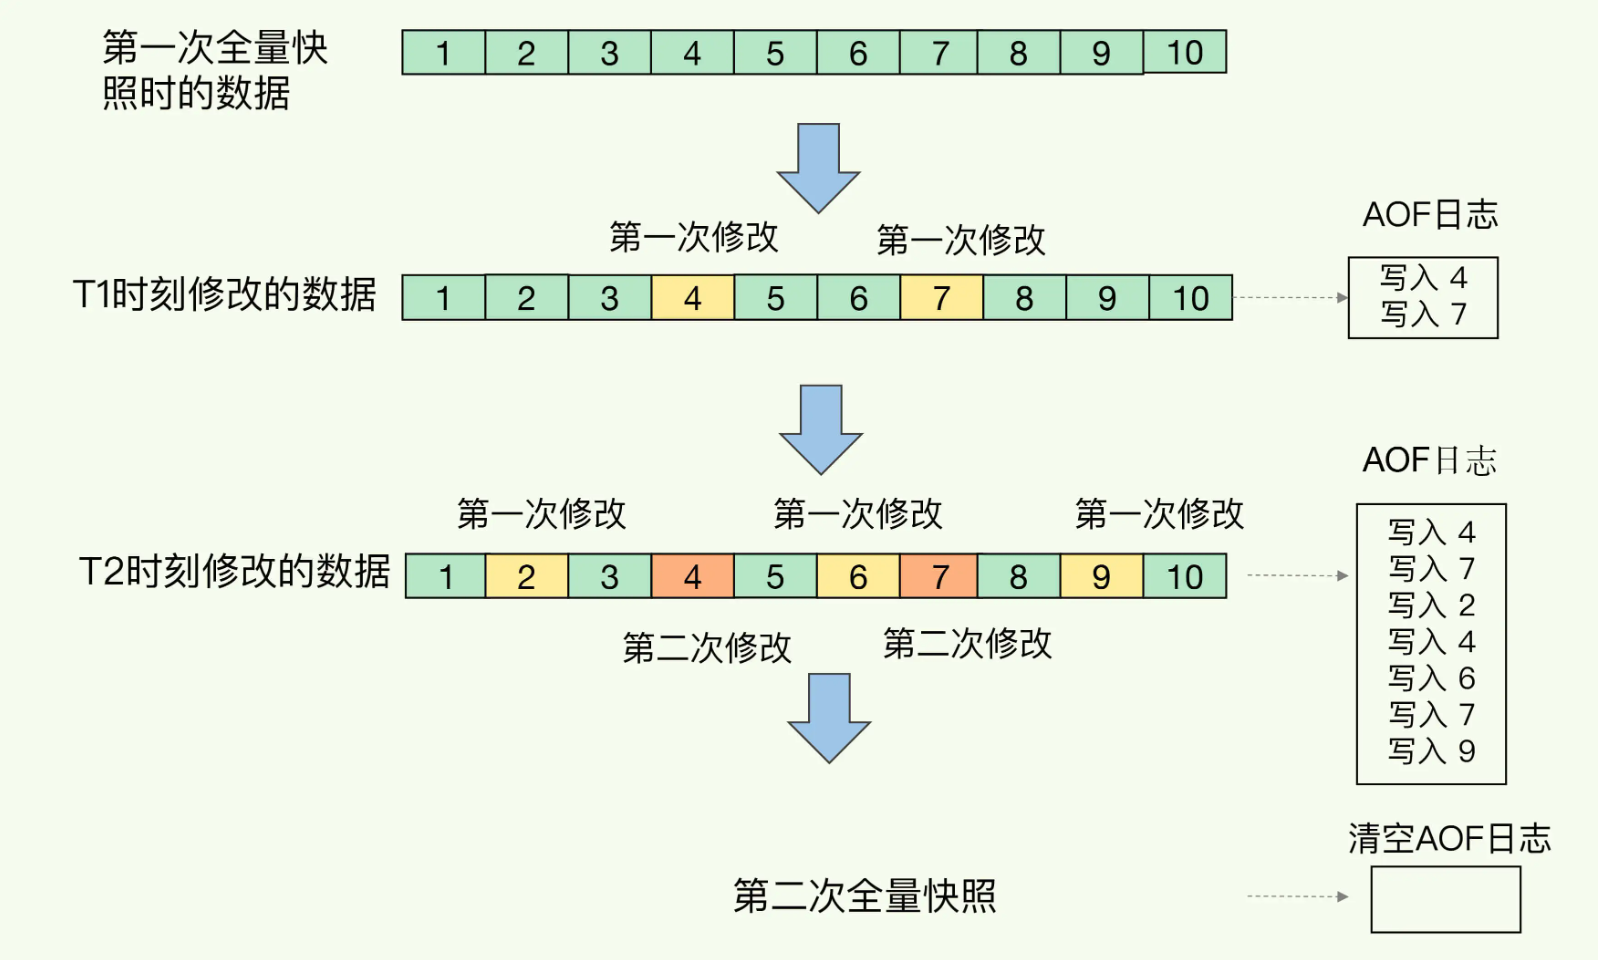 第一次全量快
照时的数据
1 2 3 4 5 6 7 8 9 10
第一次修改 第一次修改
AOF日志
T1时刻修改的数据
1 2 3 4 5 6 7 8 9 10
写入 4
写入 7
第一次修改 第一次修改 第一次修改
AOF日志
T2时刻修改的数据
1 2 3 4 5 6 7 8 9 10
第二次修改 第二次修改
写入 4
写入 7
写入 2
写入 4
写入 6
写入 7
写入 9
清空AOF日志
第二次全量快照